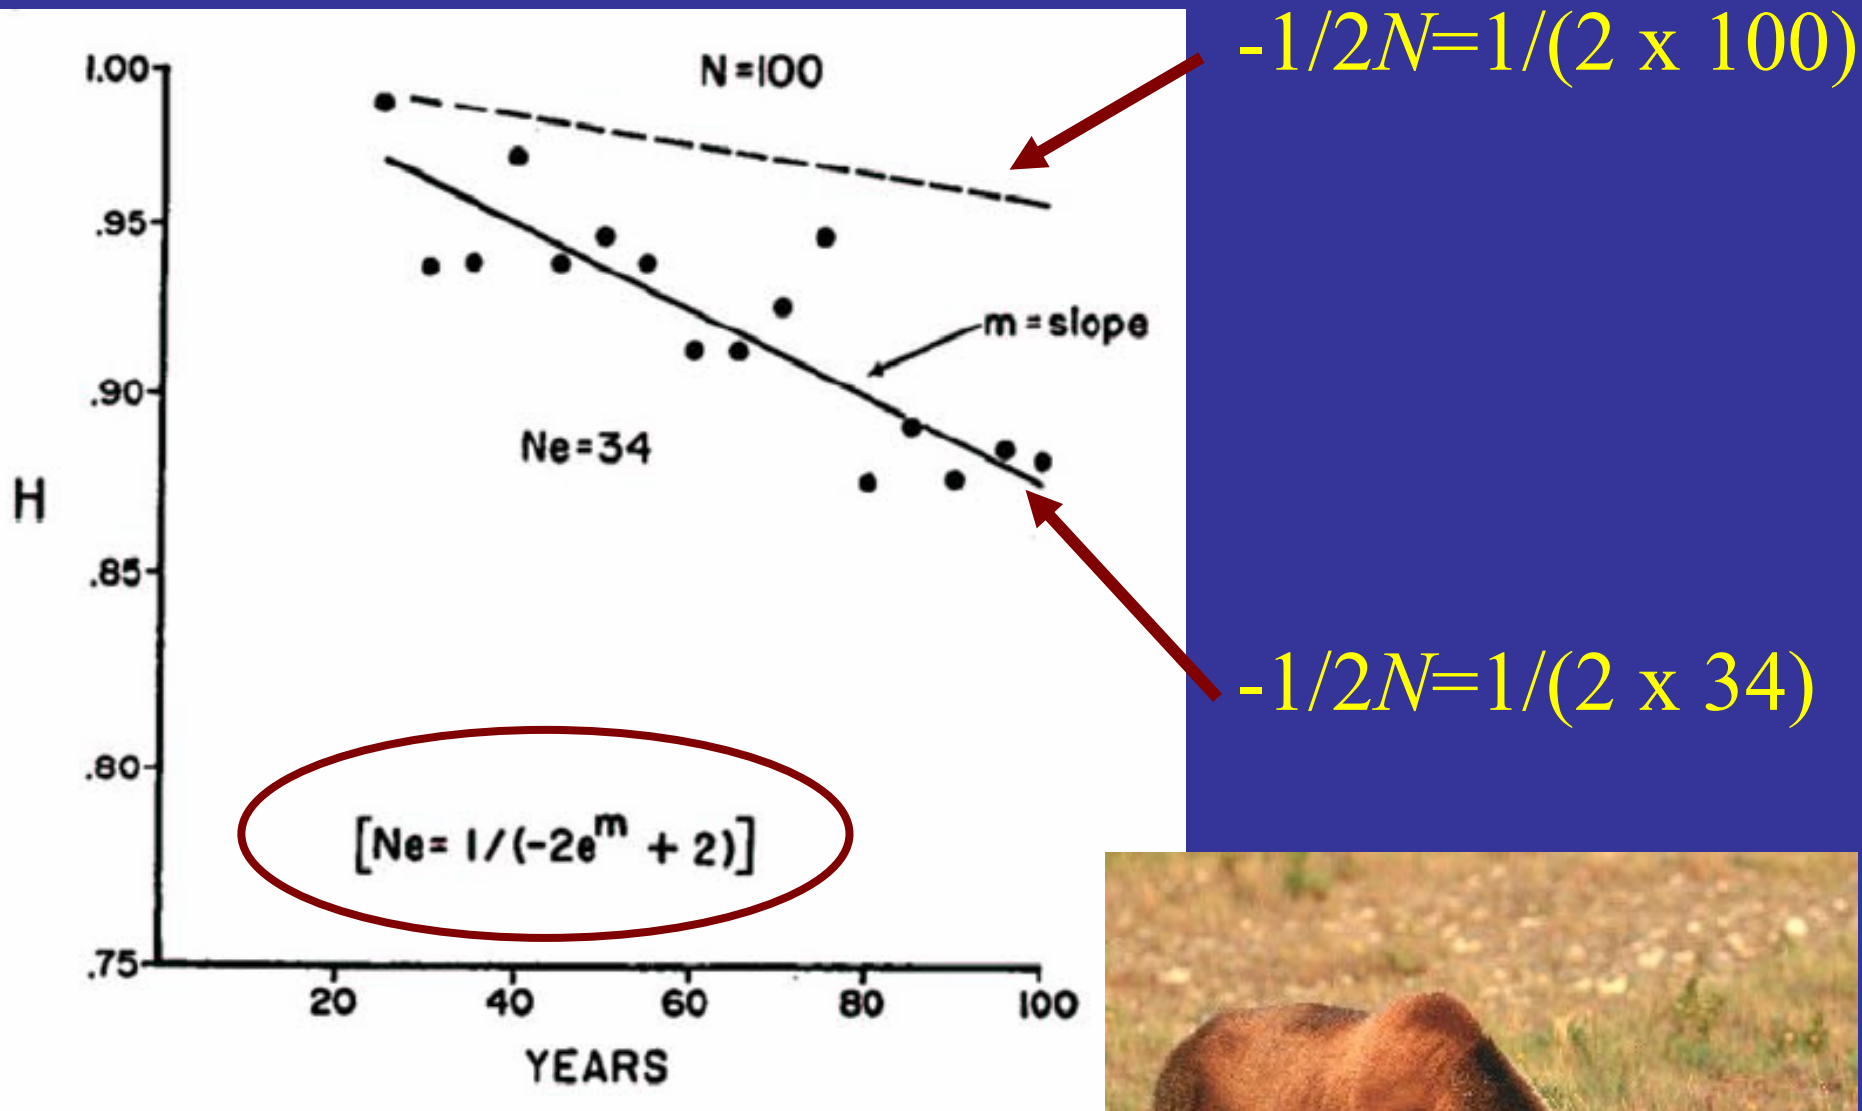 -1/2N=1/(2 x 100)
N=100
1.00
.95
m=slope
.90
Ne=34
H
.85
-1/2N=1/(2 x 34)
.80
[Ne= 1/(-2e^m + 2)]
.75
20 40 60 80 100
YEARS